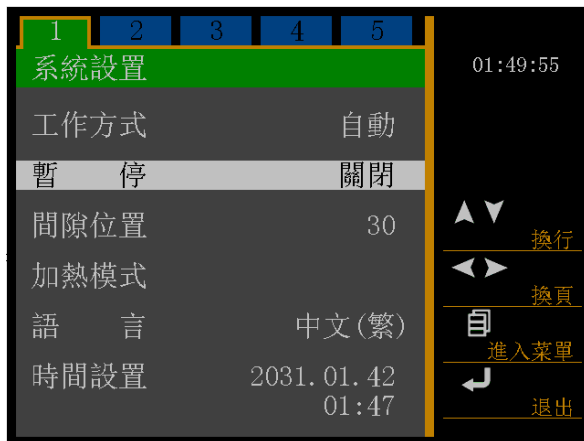 1 2 3 4 5
系統設置
01:49:55
工作方式 自動
暫 停 關閉
間隙位置 30
換行
加熱模式
換頁
語 言 中文(繁)
進入菜單
時間設置 2031.01.42
01:47
退出